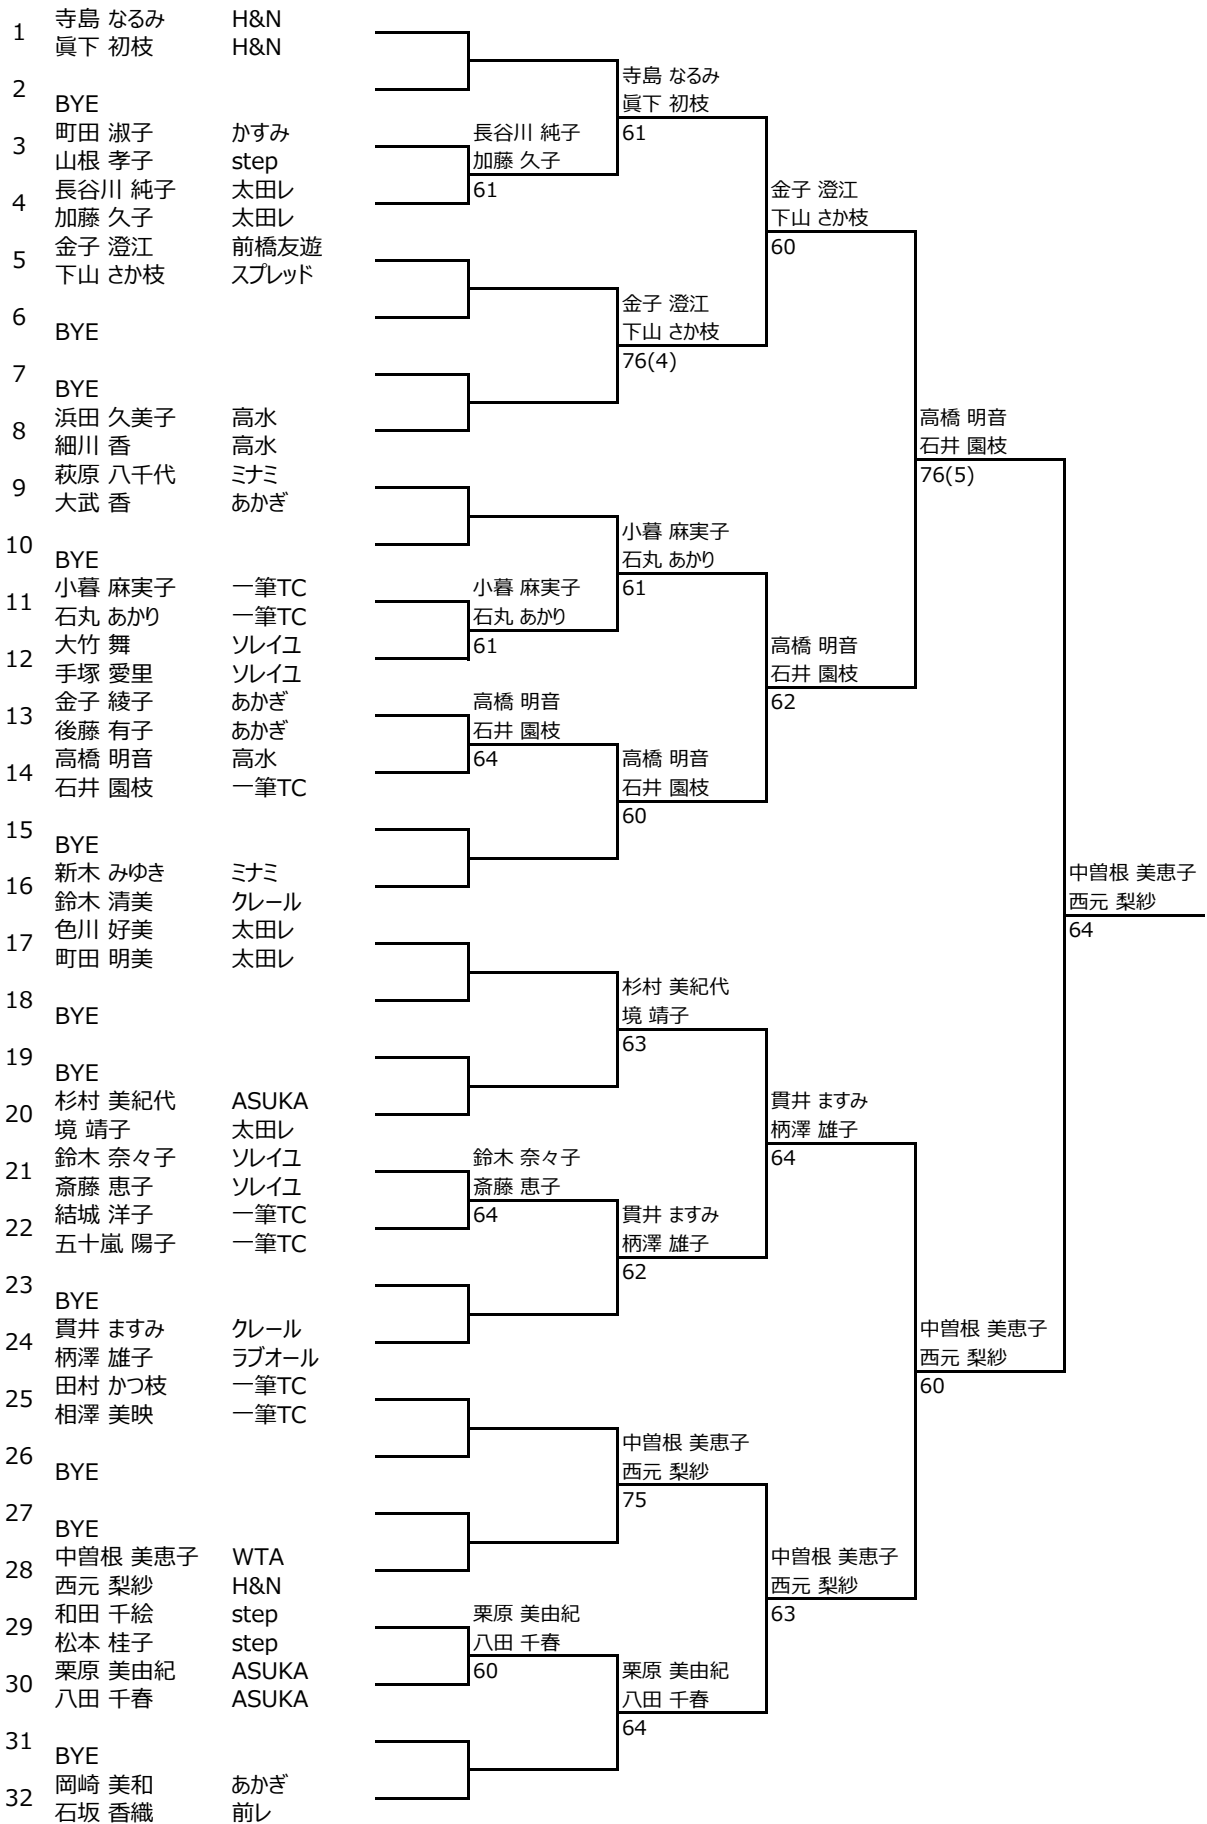 1 寺島 なるみ H&N
眞下 初枝 H&N
2 BYE
3 町田 淑子 かすみ
山根 孝子 step
4 長谷川 純子 太田レ
加藤 久子 太田レ
5 金子 澄江 前橋友遊
下山 さか枝 スプレッド
6 BYE
7 BYE
8 浜田 久美子 高水
細川 香 高水
9 萩原 八千代 ミナミ
大武 香 あかぎ
10 BYE
11 小暮 麻実子 一筆TC
石丸 あかり 一筆TC
12 大竹 舞 ソレイユ
手塚 愛里 ソレイユ
13 金子 綾子 あかぎ
後藤 有子 あかぎ
14 高橋 明音 高水
石井 園枝 一筆TC
15 BYE
16 新木 みゆき ミナミ
鈴木 清美 クレール
17 色川 好美 太田レ
町田 明美 太田レ
18 BYE
19 BYE
20 杉村 美紀代 ASUKA
境 靖子 太田レ
21 鈴木 奈々子 ソレイユ
斎藤 恵子 ソレイユ
22 結城 洋子 一筆TC
五十嵐 陽子 一筆TC
23 BYE
24 貫井 ますみ クレール
柄澤 雄子 ラブオール
25 田村 かつ枝 一筆TC
相澤 美映 一筆TC
26 BYE
27 BYE
28 中曽根 美恵子 WTA
西元 梨紗 H&N
29 和田 千絵 step
松本 桂子 step
30 栗原 美由紀 ASUKA
八田 千春 ASUKA
31 BYE
32 岡崎 美和 あかぎ
石坂 香織 前レ
長谷川 純子
加藤 久子
61
小暮 麻実子
石丸 あかり
61
高橋 明音
石井 園枝
64
鈴木 奈々子
斎藤 恵子
64
栗原 美由紀
八田 千春
60
寺島 なるみ
眞下 初枝
61
金子 澄江
下山 さか枝
76(4)
小暮 麻実子
石丸 あかり
61
高橋 明音
石井 園枝
60
杉村 美紀代
境 靖子
63
貫井 ますみ
柄澤 雄子
62
中曽根 美恵子
西元 梨紗
75
栗原 美由紀
八田 千春
64
金子 澄江
下山 さか枝
60
高橋 明音
石井 園枝
62
貫井 ますみ
柄澤 雄子
64
中曽根 美恵子
西元 梨紗
63
高橋 明音
石井 園枝
76(5)
中曽根 美恵子
西元 梨紗
60
中曽根 美恵子
西元 梨紗
64